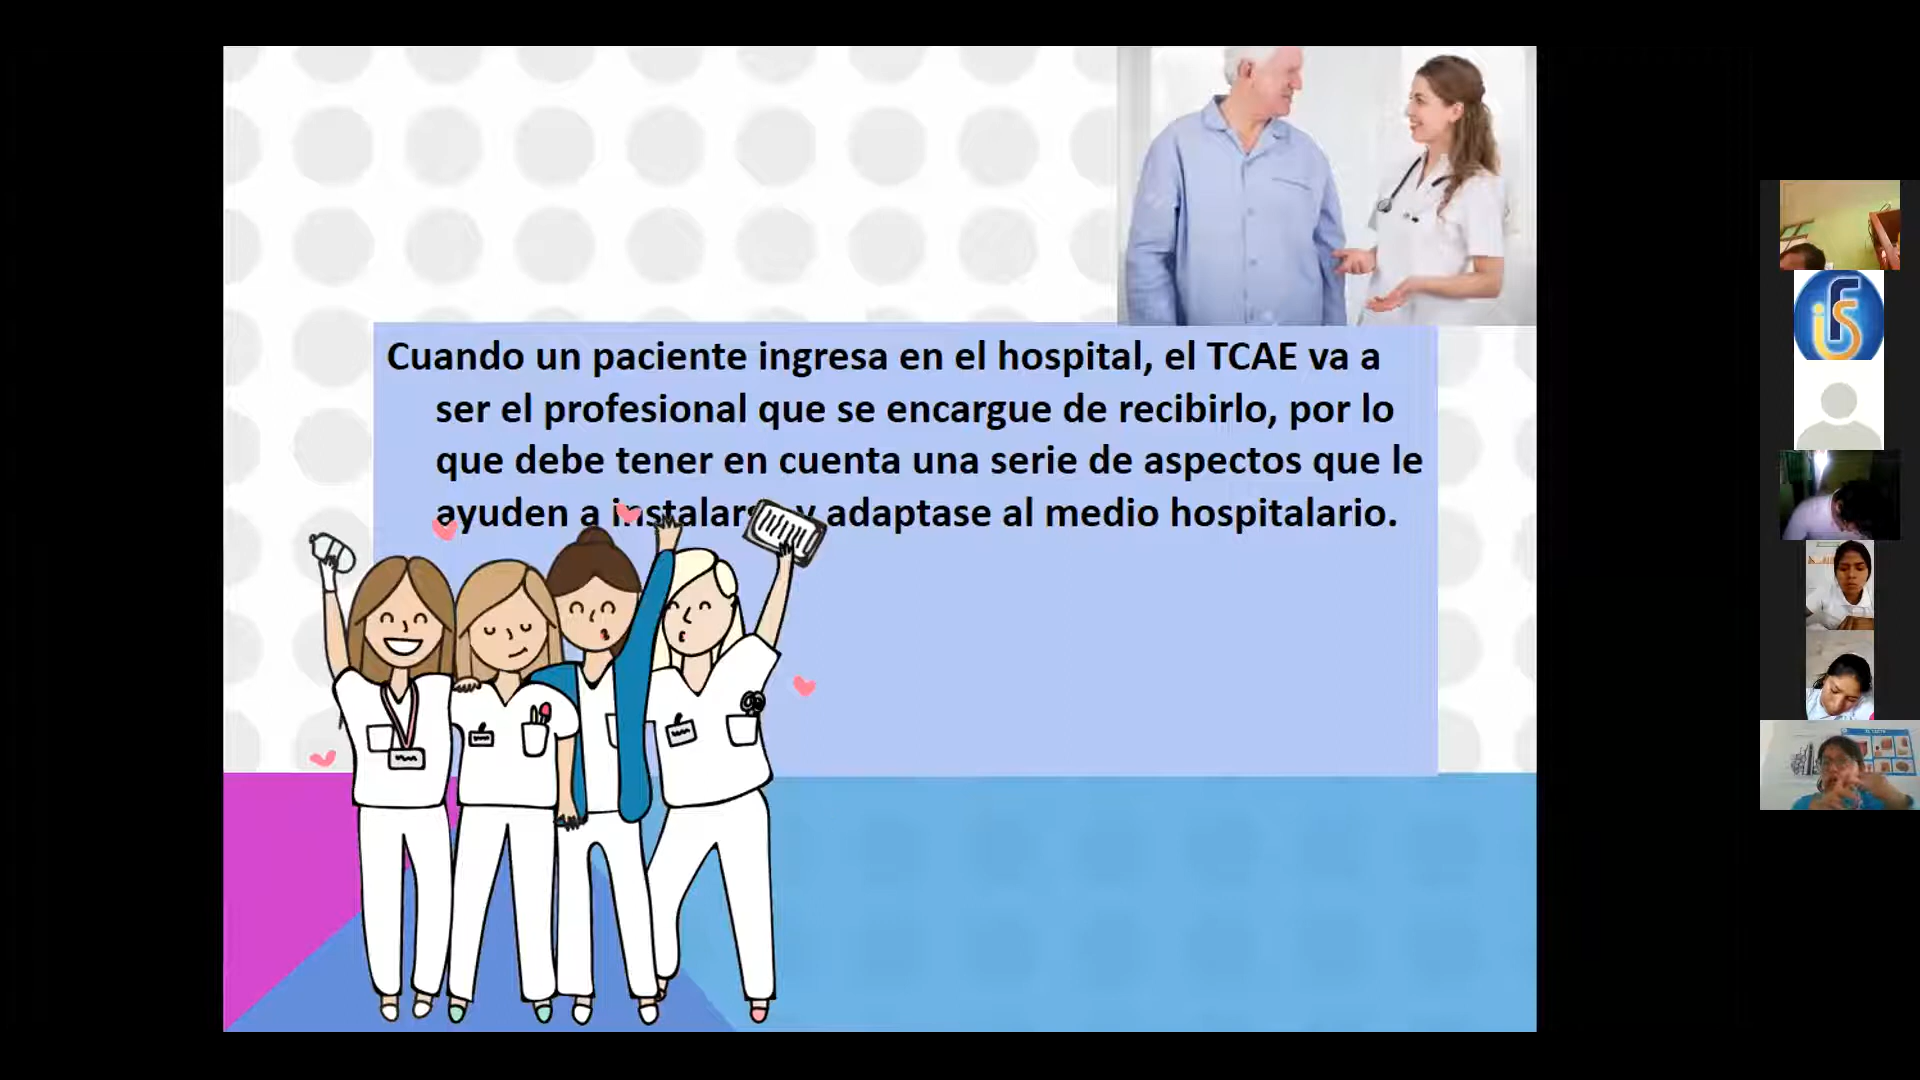 Cuando un paciente ingresa en el hospital, el TCAE va a
ser el profesional que se encargue de recibirlo, por lo
que debe tener en cuenta una serie de aspectos que le
ayuden a instalarse y adaptase al medio hospitalario.